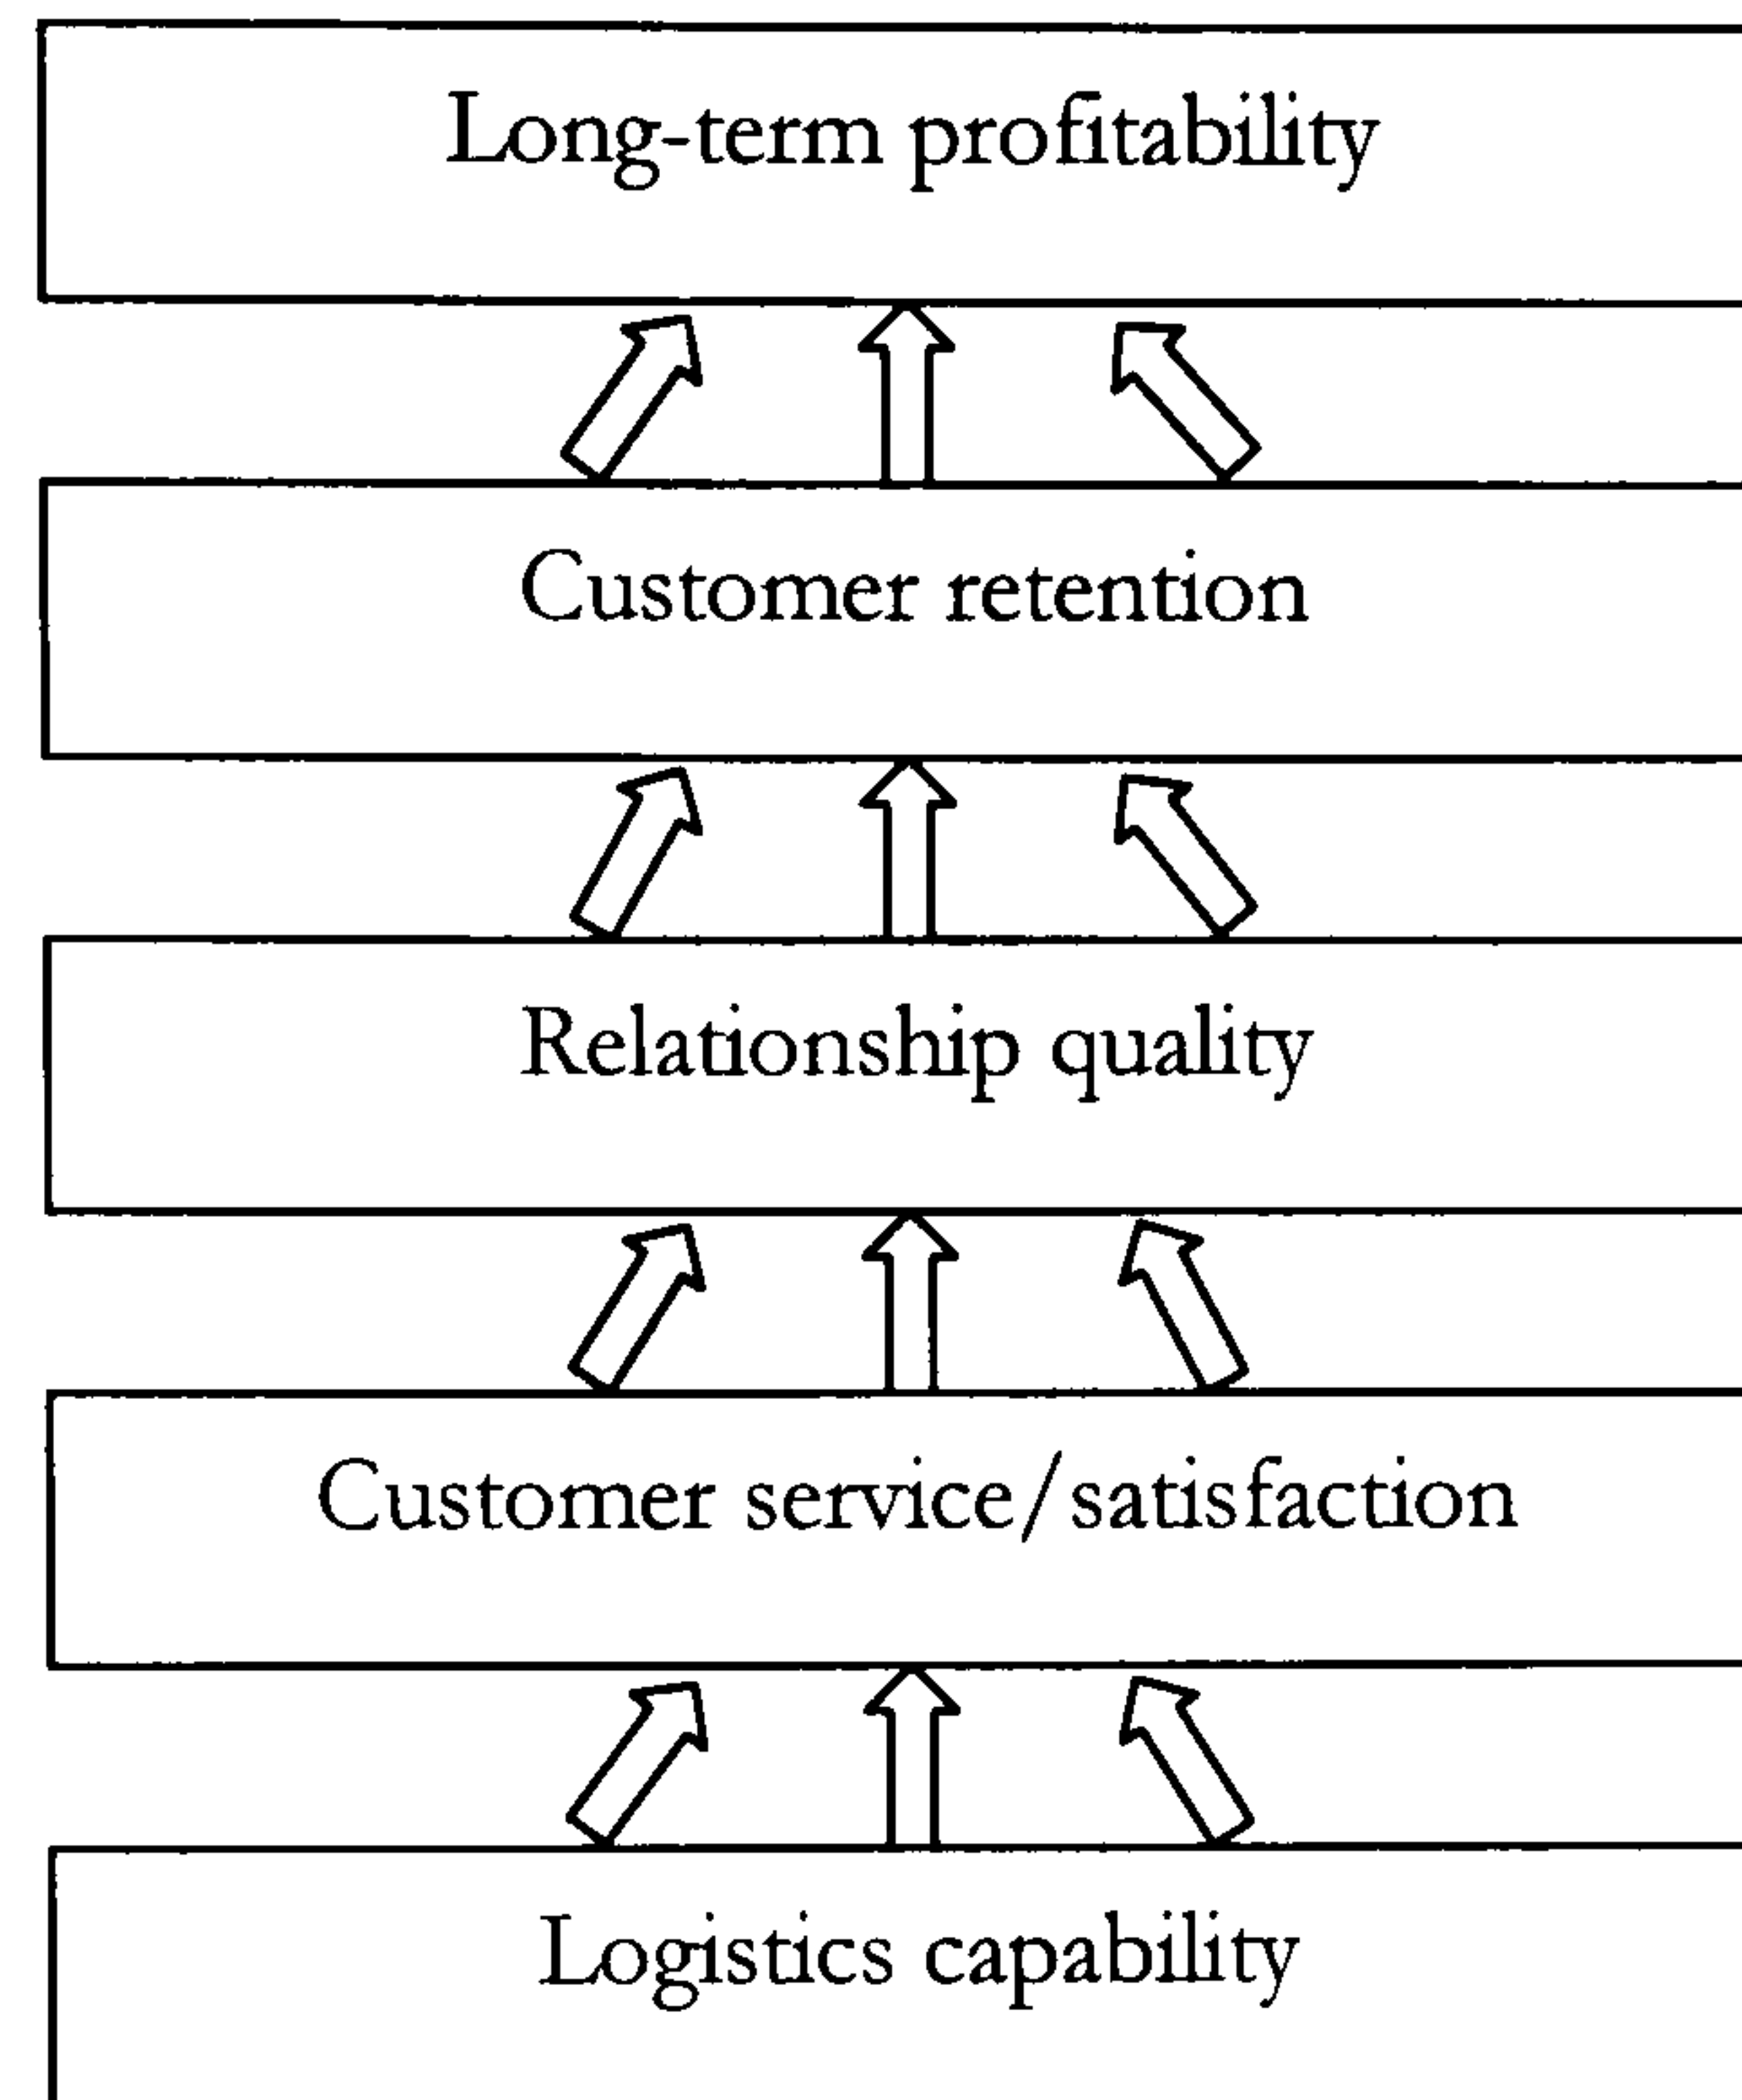 Long-term profitability
Customer retention
Relationship quality
Customer service/satisfaction
Logistics capability